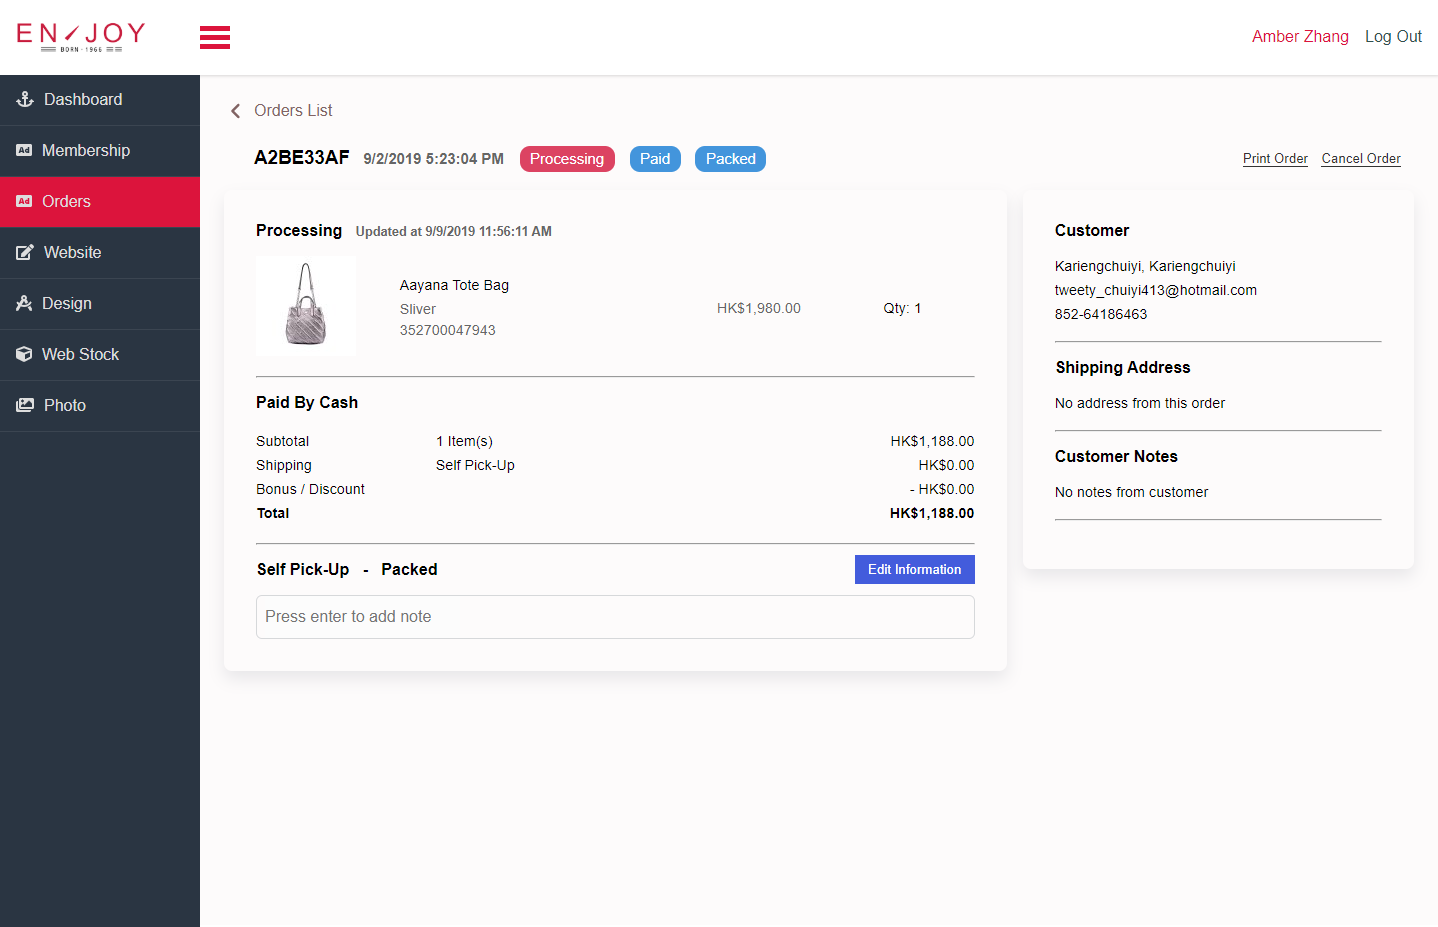 EN/JOY
BORN · 1966
Amber Zhang Log Out
Dashboard
Ad Membership
Ad Orders
Website
Design
Web Stock
Photo
Orders List
A2BE33AF 9/2/2019 5:23:04 PM Processing Paid Packed
Print Order Cancel Order
Processing Updated at 9/9/2019 11:56:11 AM
Aayana Tote Bag
Sliver
352700047943
HK$1,980.00
Qty: 1
Paid By Cash
Subtotal 1 Item(s) HK$1,188.00
Shipping Self Pick-Up HK$0.00
Bonus / Discount - HK$0.00
Total HK$1,188.00
Self Pick-Up - Packed
Edit Information
Press enter to add note
Customer
Kariengchuiyi, Kariengchuiyi
tweety_chuiyi413@hotmail.com
852-64186463
Shipping Address
No address from this order
Customer Notes
No notes from customer